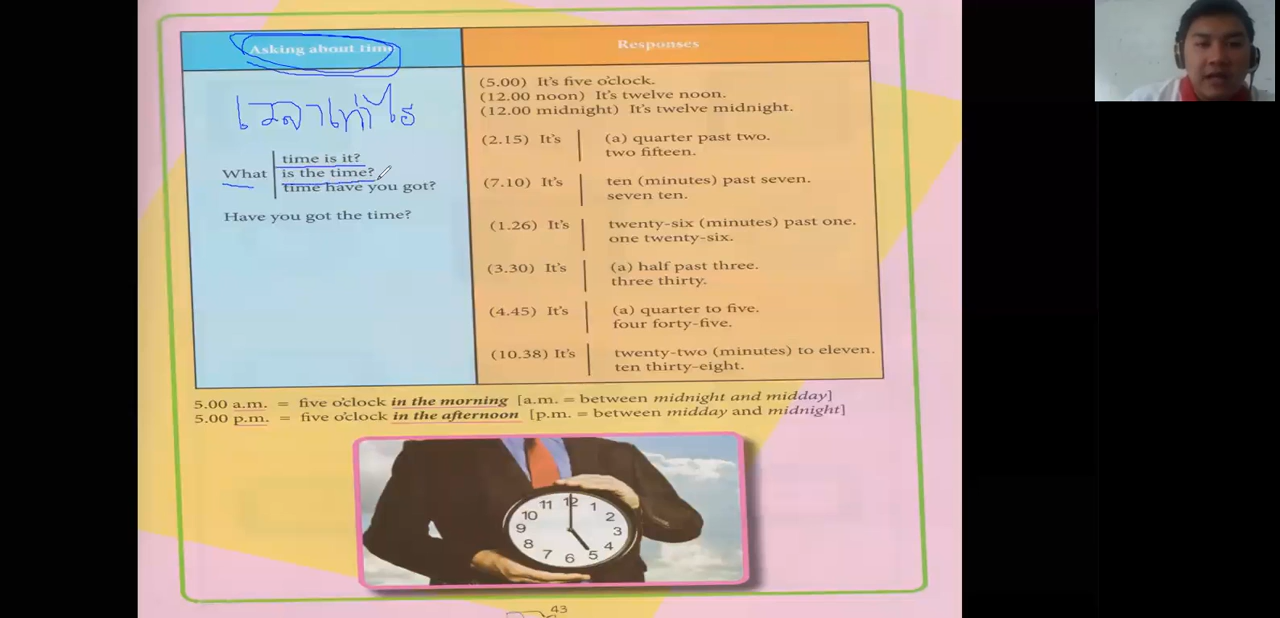 Asking about time
Responses
เวลาเท่าไร
What
time is it?
is the time?
time have you got?
Have you got the time?
(5.00) It's five o'clock.
(12.00 noon) It's twelve noon.
(12.00 midnight) It's twelve midnight.
(2.15) It's
(a) quarter past two.
two fifteen.
(7.10) It's
ten (minutes) past seven.
seven ten.
(1.26) It's
twenty-six (minutes) past one.
one twenty-six.
(3.30) It's
(a) half past three.
three thirty.
(4.45) It's
(a) quarter to five.
four forty-five.
(10.38) It's
twenty-two (minutes) to eleven.
ten thirty-eight.
5.00 a.m. = five o'clock in the morning [a.m. = between midnight and midday]
5.00 p.m. = five o'clock in the afternoon [p.m. = between midday and midnight]
12
1
2
3
4
5
6
7
8
9
10
11
43